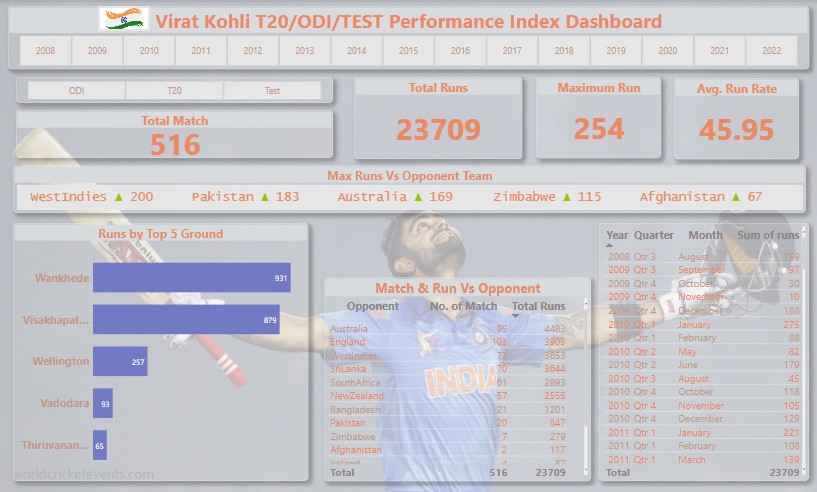 Virat Kohli T20/ODI/TEST Performance Index Dashboard
2008 2009 2010 2011 2012 2013 2014 2015 2016 2017 2018 2019 2020 2021 2022
ODI T20 Test
Total Match
516
Total Runs
23709
Maximum Run
254
Avg. Run Rate
45.95
Max Runs Vs Opponent Team
WestIndies ▲ 200 Pakistan ▲ 183 Australia ▲ 169 Zimbabwe ▲ 115 Afghanistan ▲ 67
Runs by Top 5 Ground
Wankhede 931
Visakhapat... 879
Wellington 257
Vadodara 93
Thiruvanan... 65
worldcricketevents.com
Match & Run Vs Opponent
Opponent No. of Match Total Runs
Australia 95 4483
England 103 3903
WestIndies 73 3653
SriLanka 70 3644
SouthAfrica 61 2893
NewZealand 57 2555
Bangladesh 21 1201
Pakistan 20 847
Zimbabwe 7 279
Afghanistan 2 117
Ireland 4 87
Total 516 23709
INDIA
Year Quarter Month Sum of runs
2008 Qtr 3 August 159
2009 Qtr 3 September 97
2009 Qtr 4 October 30
2009 Qtr 4 November 10
2009 Qtr 4 December 188
2010 Qtr 1 January 275
2010 Qtr 1 February 88
2010 Qtr 2 May 82
2010 Qtr 2 June 179
2010 Qtr 3 August 45
2010 Qtr 4 October 118
2010 Qtr 4 November 105
2010 Qtr 4 December 129
2011 Qtr 1 January 221
2011 Qtr 1 February 108
2011 Qtr 1 March 139
Total 23709